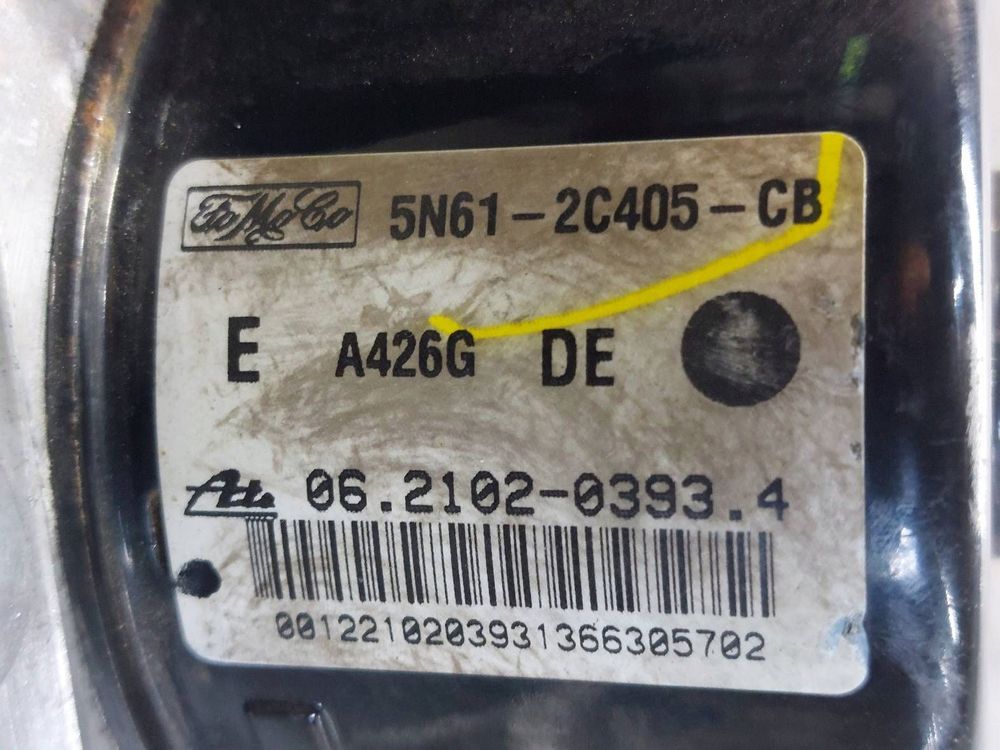 FoMoCo 5N61-2C405-CB
E A426G DE
Ate 06.2102-0393.4
0012210203931366305702